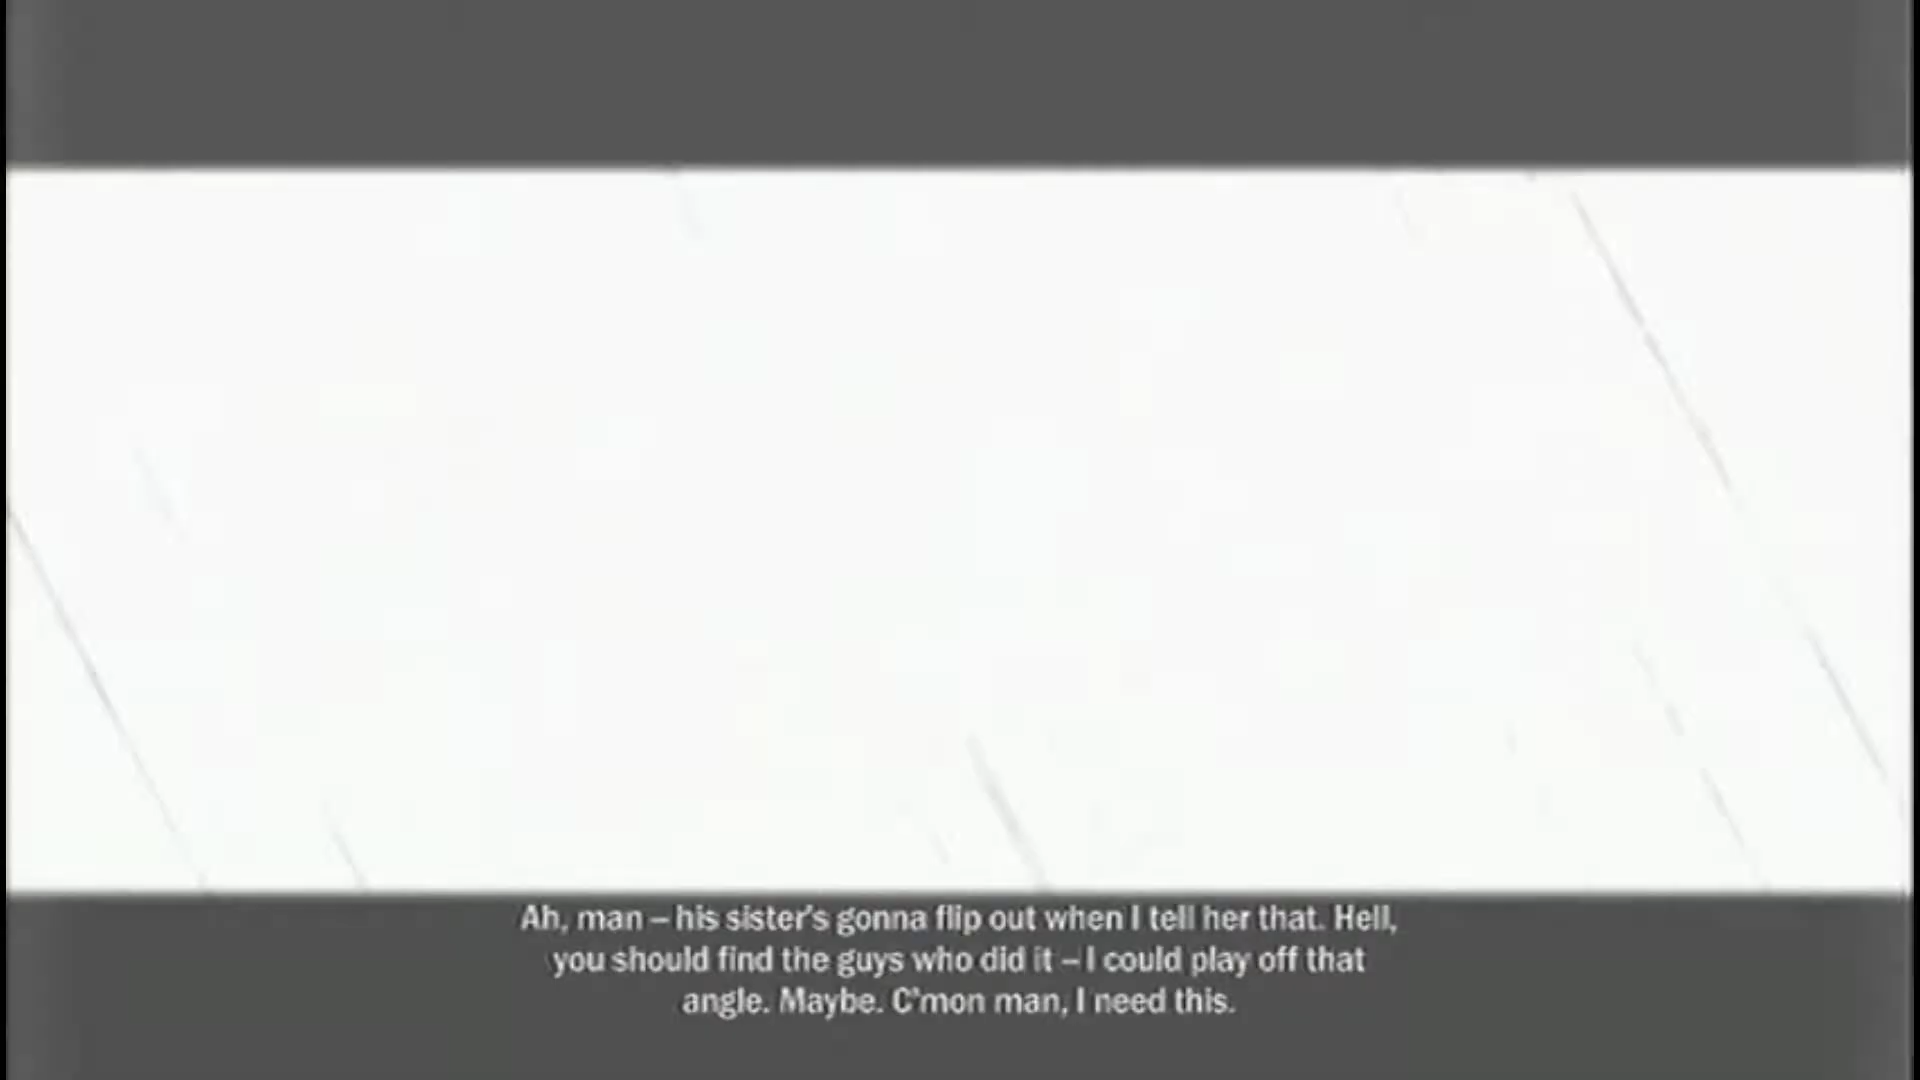 Ah, man – his sister's gonna flip out when I tell her that. Hell,
you should find the guys who did it – I could play off that
angle. Maybe. C'mon man, I need this.